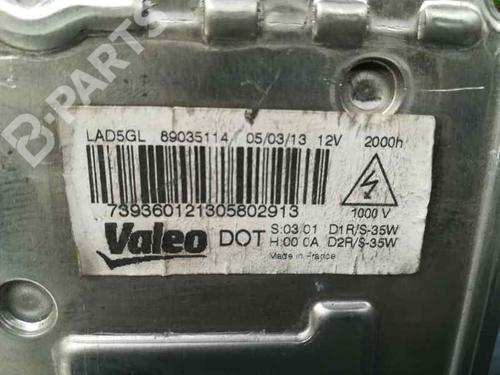 B-PARTS
LAD5GL 89035114 05/03/13 12V 2000h
739360121305802913
1000 V
Valeo DOT S:03 01 D1R/S-35W
H:00 0A D2R/S-35W
Made in France